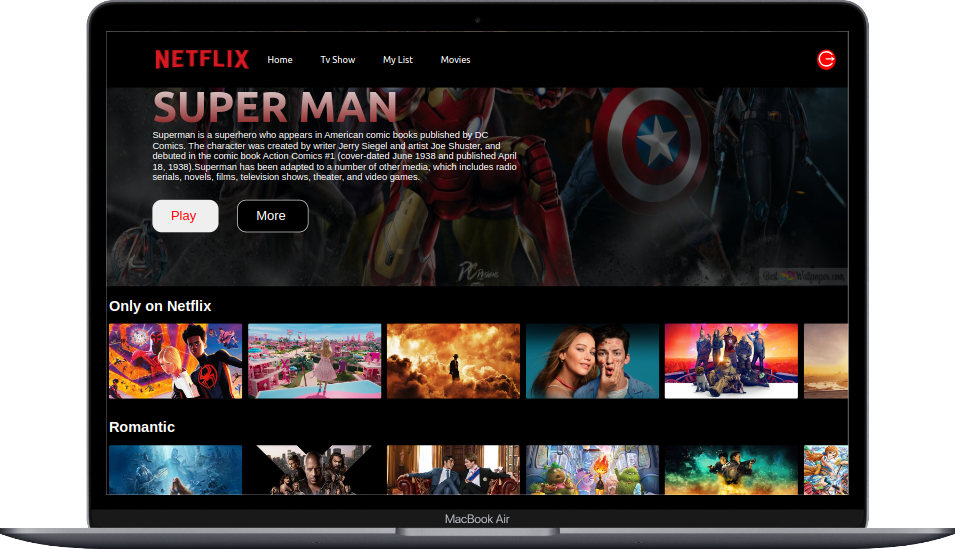 NETFLIX Home Tv Show My List Movies
SUPER MAN
Superman is a superhero who appears in American comic books published by DC
Comics. The character was created by writer Jerry Siegel and artist Joe Shuster, and
debuted in the comic book Action Comics #1 (cover-dated June 1938 and published April
18, 1938).Superman has been adapted to a number of other media, which includes radio
serials, novels, films, television shows, theater, and video games.
Play More
Only on Netflix
Romantic
MacBook Air